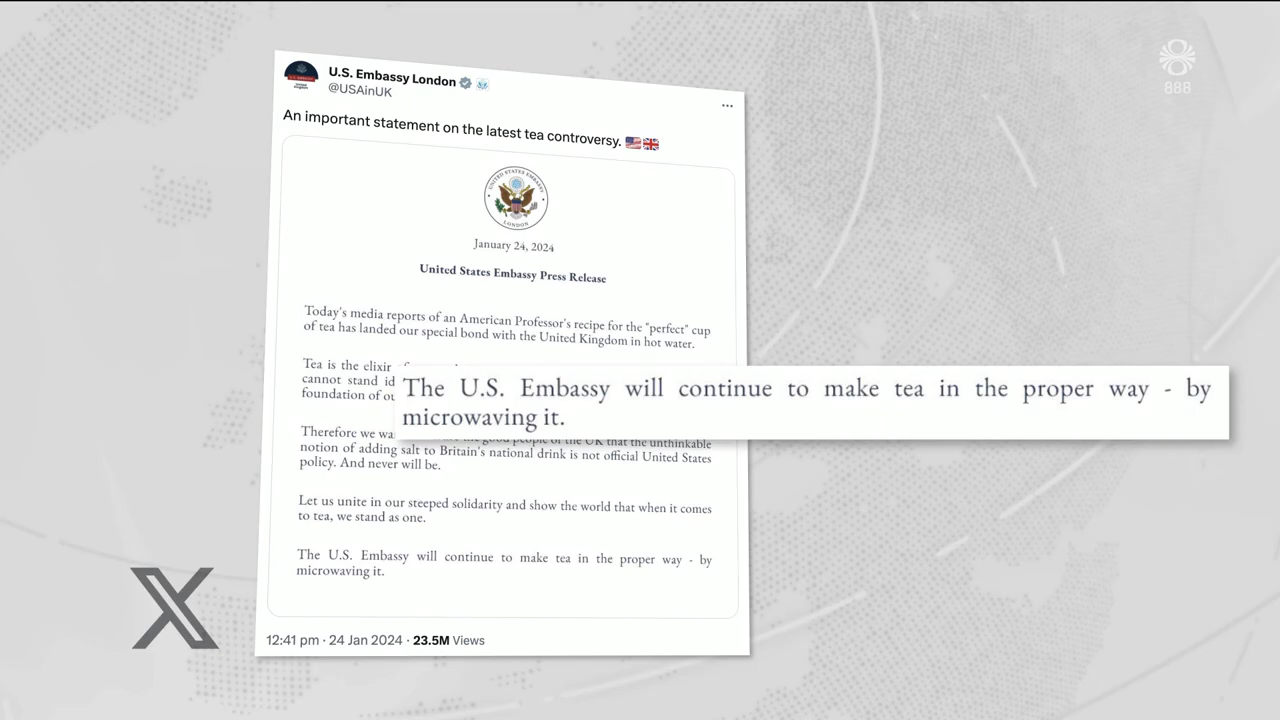 888
U.S. Embassy London
@USAinUK
An important statement on the latest tea controversy. 🇺🇸🇬🇧
UNITED STATES EMBASSY
LONDON
January 24, 2024
United States Embassy Press Release
Today's media reports of an American Professor's recipe for the "perfect" cup
of tea has landed our special bond with the United Kingdom in hot water.
Tea is the elixir
cannot stand
foundation of
Therefore we the good people of the UK that the unthinkable
notion of adding salt to Britain's national drink is not official United States
policy. And never will be.
Let us unite in our steeped solidarity and show the world that when it comes
to tea, we stand as one.
The U.S. Embassy will continue to make tea in the proper way - by
microwaving it.
12:41 pm · 24 Jan 2024 · 23.5M Views
The U.S. Embassy will continue to make tea in the proper way - by
microwaving it.
X